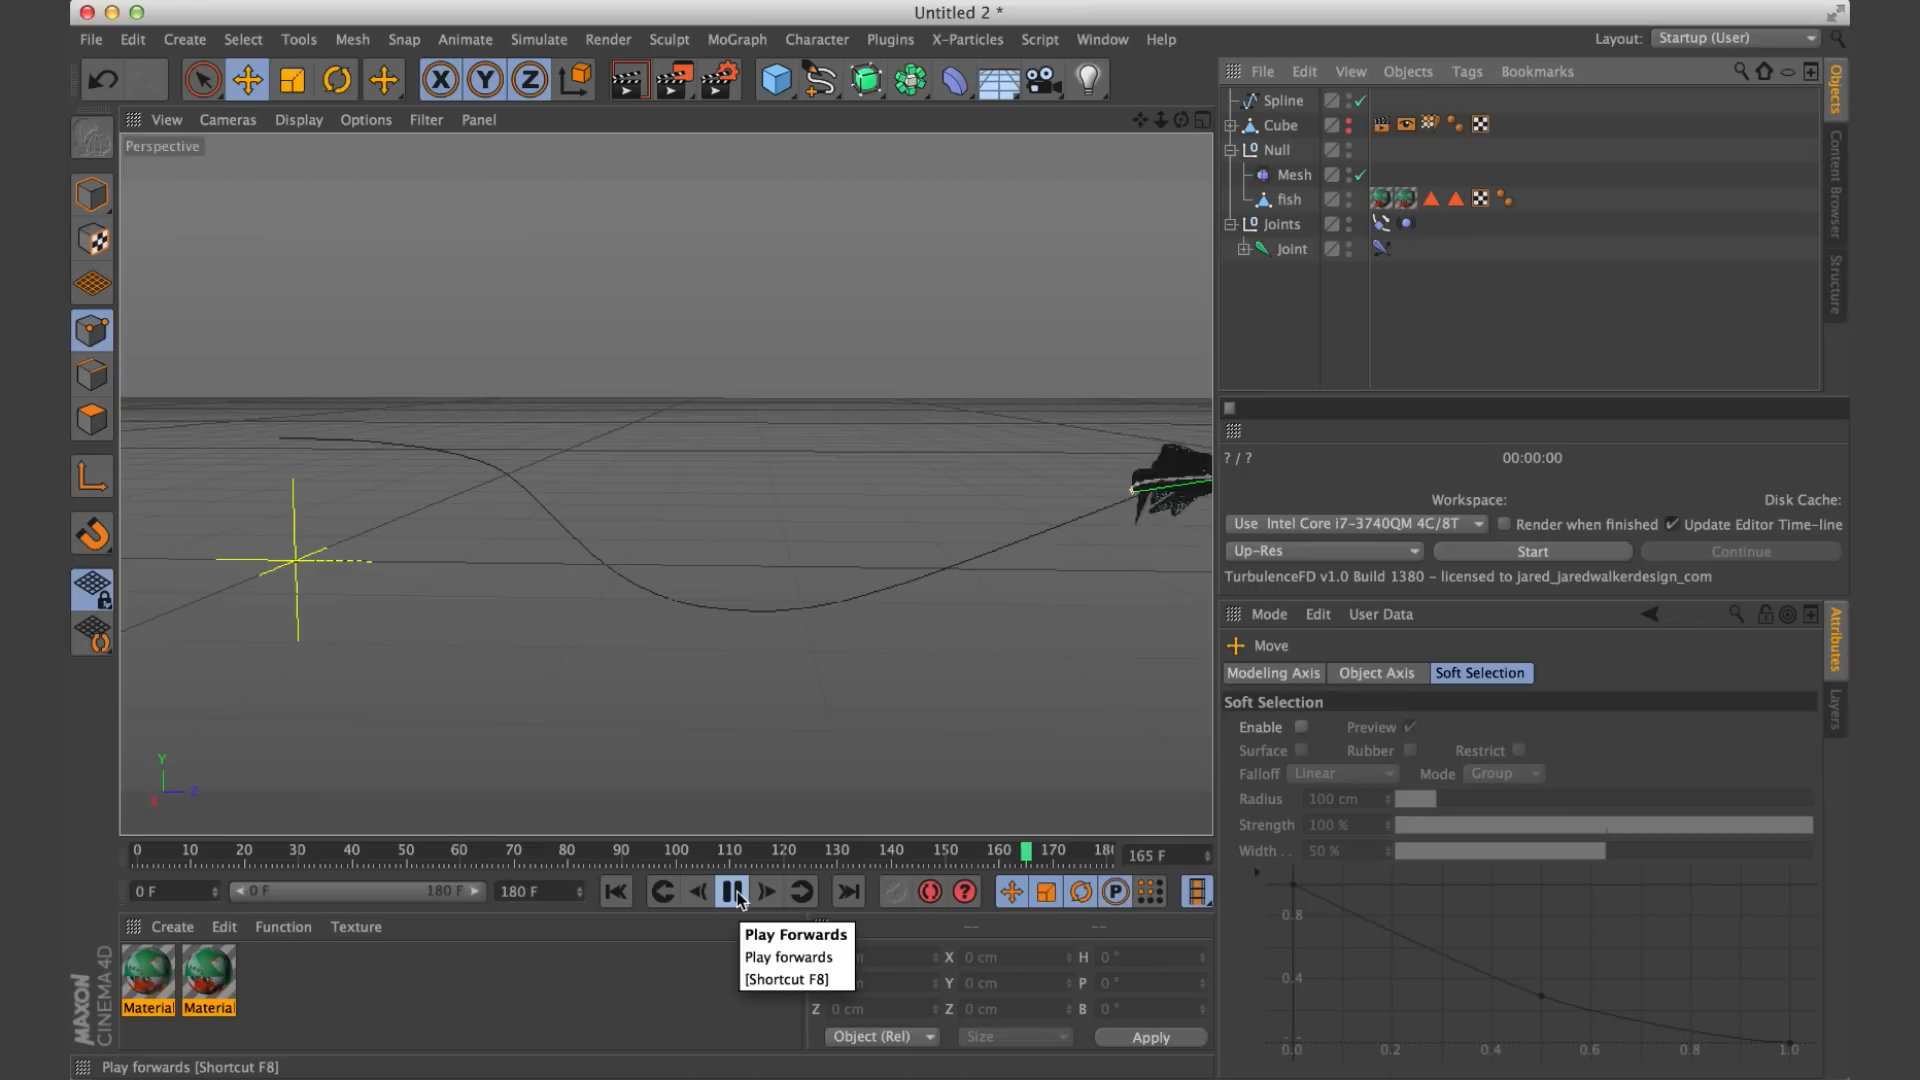 Untitled 2 *
File Edit Create Select Tools Mesh Snap Animate Simulate Render Sculpt MoGraph Character Plugins X-Particles Script Window Help
Layout: Startup (User)
X Y Z
File Edit View Objects Tags Bookmarks
View Cameras Display Options Filter Panel
Perspective
Spline
Cube
Null
Mesh
fish
Joints
Joint
Objects
Content Browser
Structure
? / ? 00:00:00
Workspace: Disk Cache:
Use Intel Core i7-3740QM 4C/8T Render when finished Update Editor Time-line
Up-Res Start Continue
TurbulenceFD v1.0 Build 1380 - licensed to Jared_jaredwalkerdesign_com
Mode Edit User Data
Move
Modeling Axis Object Axis Soft Selection
Soft Selection
Enable Preview
Surface Rubber Restrict
Falloff Linear Mode Group
Radius 100 cm
Strength 100 %
Width . . 50 %
0.8
0.4
0.0 0.2 0.4 0.6 0.8 1.0
Attributes
Layers
Y
X Z
0 10 20 30 40 50 60 70 80 90 100 110 120 130 140 150 160 170 18 165 F
0 F 0 F 180 F 180 F
P
Create Edit Function Texture
-- --
Play Forwards
Play forwards
[Shortcut F8]
X 0 cm H 0 °
Y 0 cm P 0 °
Z 0 cm Z 0 cm B 0 °
Object (Rel) Size Apply
Material Material
MAXON
CINEMA 4D
Play forwards [Shortcut F8]